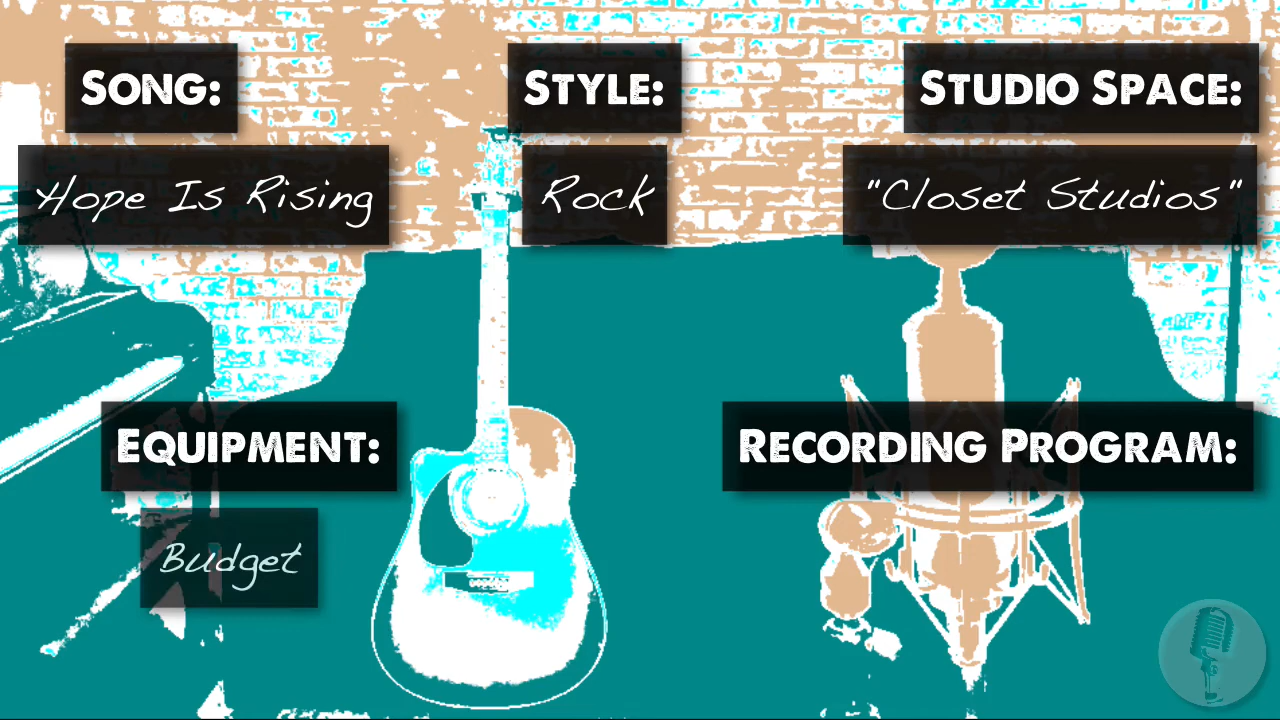 Song:
Style:
Studio Space:
Hope Is Rising
Rock
"Closet Studios"
Equipment:
Recording Program:
Budget